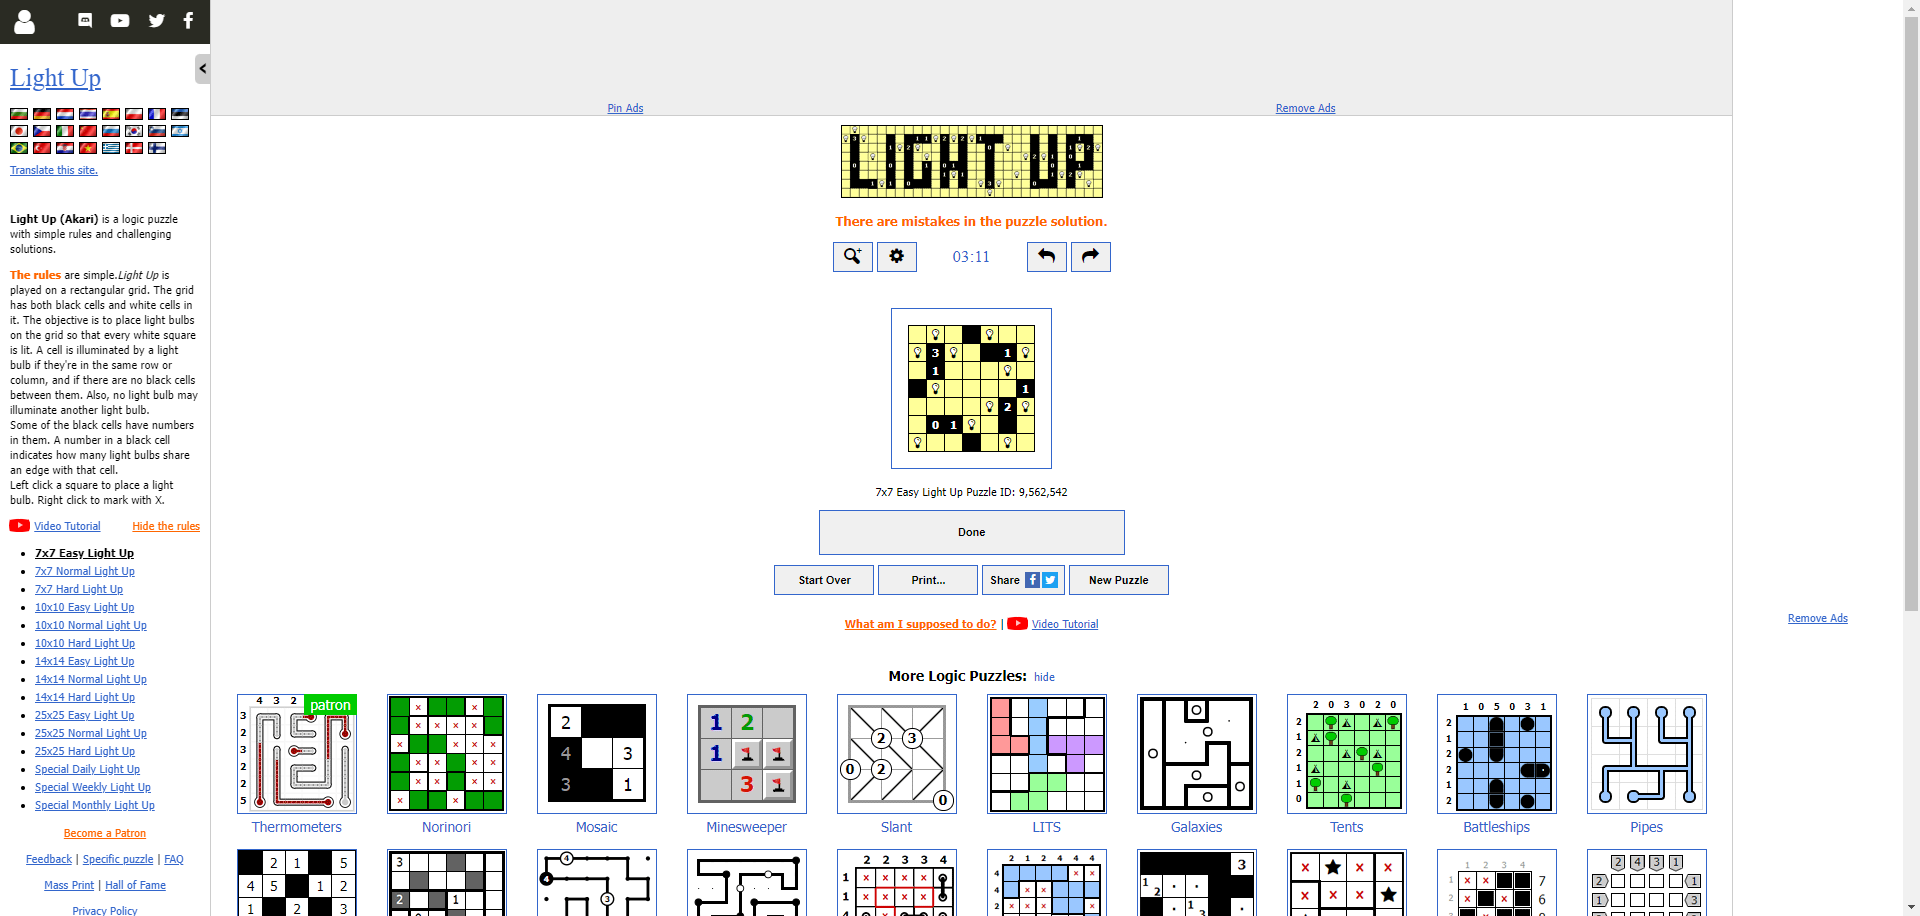 Light Up
Translate this site.
Light Up (Akari) is a logic puzzle
with simple rules and challenging
solutions.
The rules are simple.Light Up is
played on a rectangular grid. The grid
has both black cells and white cells in
it. The objective is to place light bulbs
on the grid so that every white square
is lit. A cell is illuminated by a light
bulb if they're in the same row or
column, and if there are no black cells
between them. Also, no light bulb may
illuminate another light bulb.
Some of the black cells have numbers
in them. A number in a black cell
indicates how many light bulbs share
an edge with that cell.
Left click a square to place a light
bulb. Right click to mark with X.
Video Tutorial Hide the rules
7x7 Easy Light Up
7x7 Normal Light Up
7x7 Hard Light Up
10x10 Easy Light Up
10x10 Normal Light Up
10x10 Hard Light Up
14x14 Easy Light Up
14x14 Normal Light Up
14x14 Hard Light Up
25x25 Easy Light Up
25x25 Normal Light Up
25x25 Hard Light Up
Special Daily Light Up
Special Weekly Light Up
Special Monthly Light Up
Become a Patron
Feedback | Specific puzzle | FAQ
Mass Print | Hall of Fame
Privacy Policy
Pin Ads Remove Ads
LIGHT UP
There are mistakes in the puzzle solution.
03:11
3 1
1
1
2
0 1
7x7 Easy Light Up Puzzle ID: 9,562,542
Done
Start Over Print... Share New Puzzle
What am I supposed to do? | Video Tutorial
Remove Ads
More Logic Puzzles: hide
patron
Thermometers Norinori Mosaic Minesweeper Slant LITS Galaxies Tents Battleships Pipes